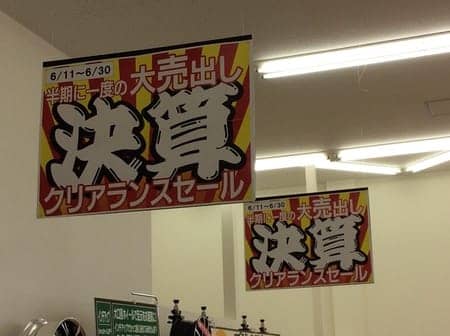 6/11～6/30
半期に一度の大売出し
決算
クリアランスセール
6/11～6/30
半期に一度の大売出し
決算
クリアランスセール